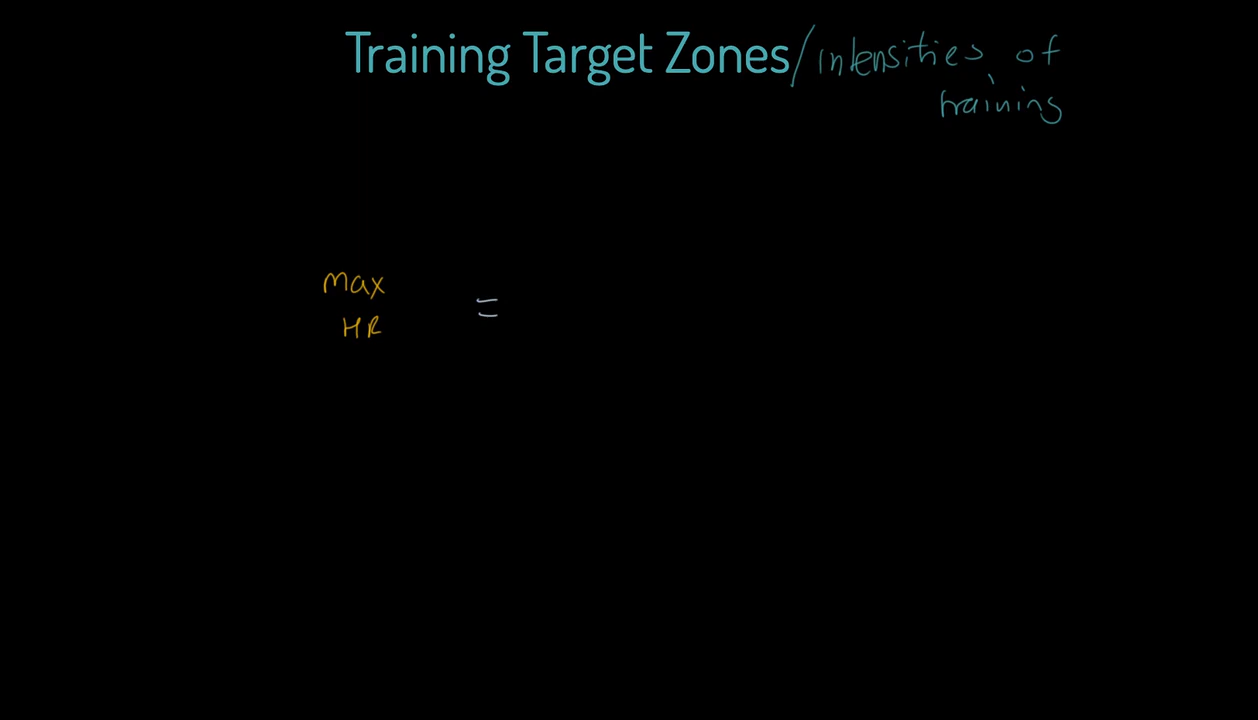 Training Target Zones/intensities of
training
max
HR =